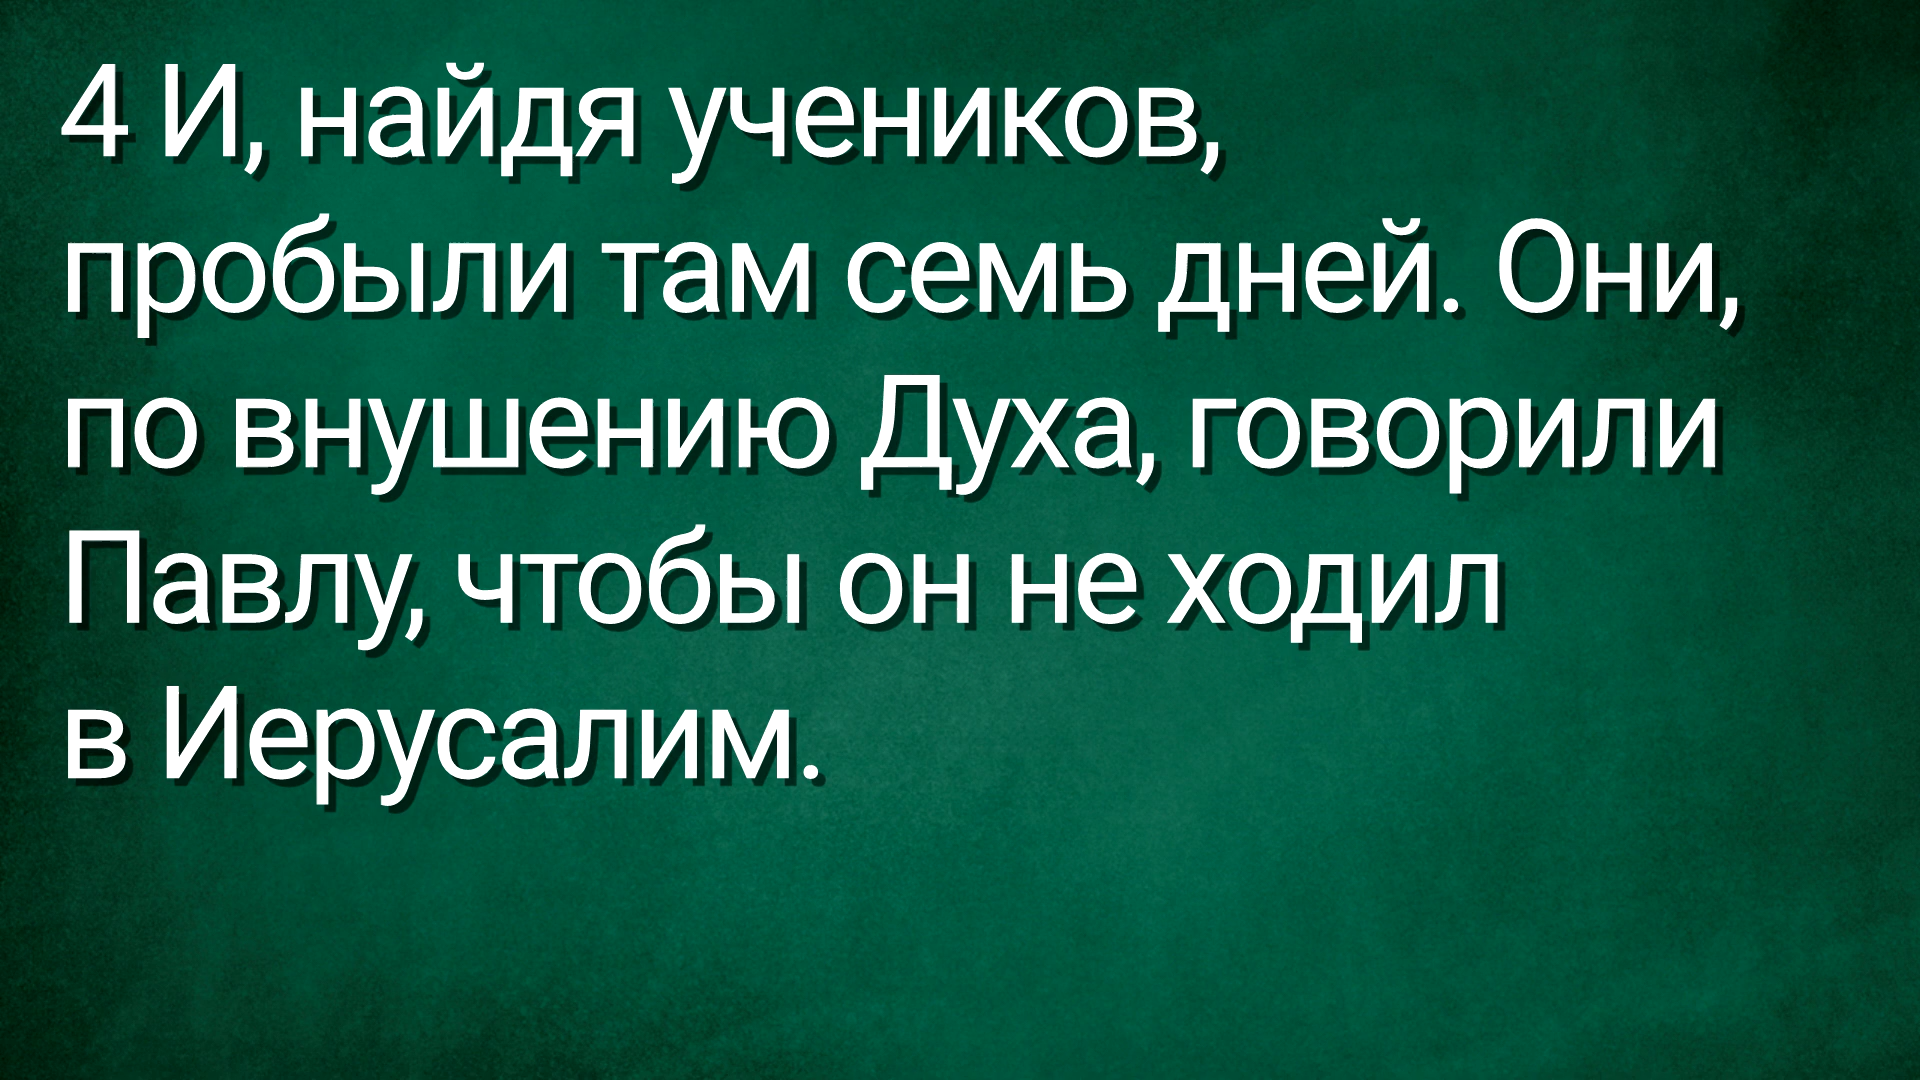 4 И, найдя учеников,
пробыли там семь дней. Они,
по внушению Духа, говорили
Павлу, чтобы он не ходил
в Иерусалим.